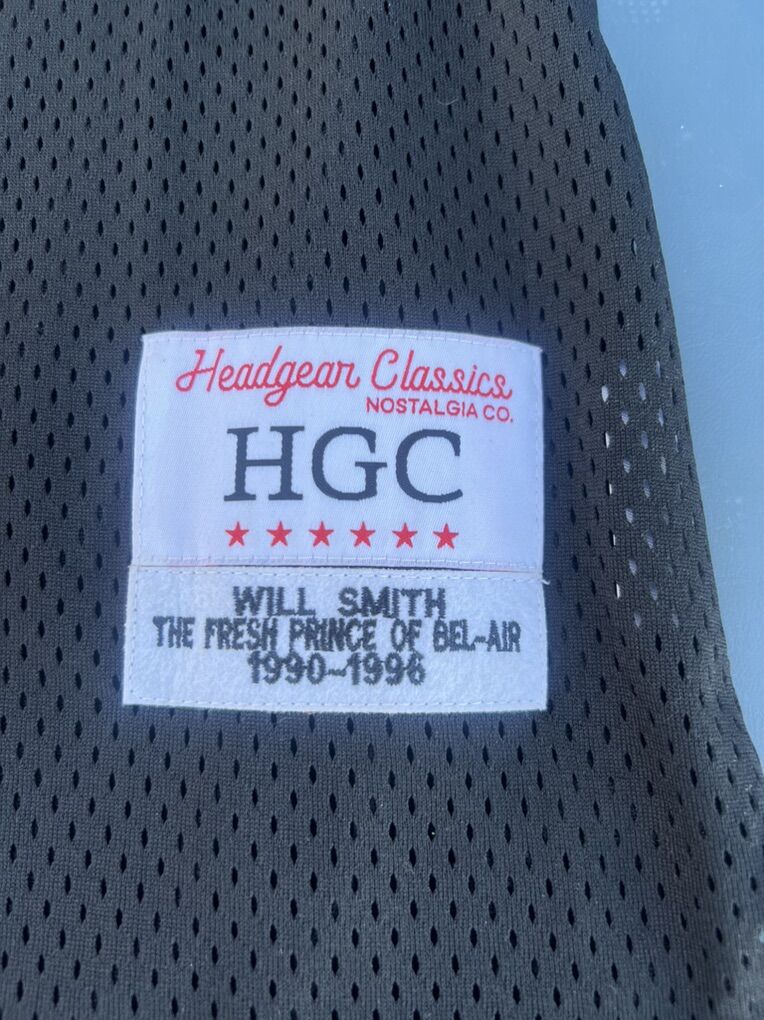 Headgear Classics
NOSTALGIA CO.
HGC
WILL SMITH
THE FRESH PRINCE OF BEL-AIR
1990-1996